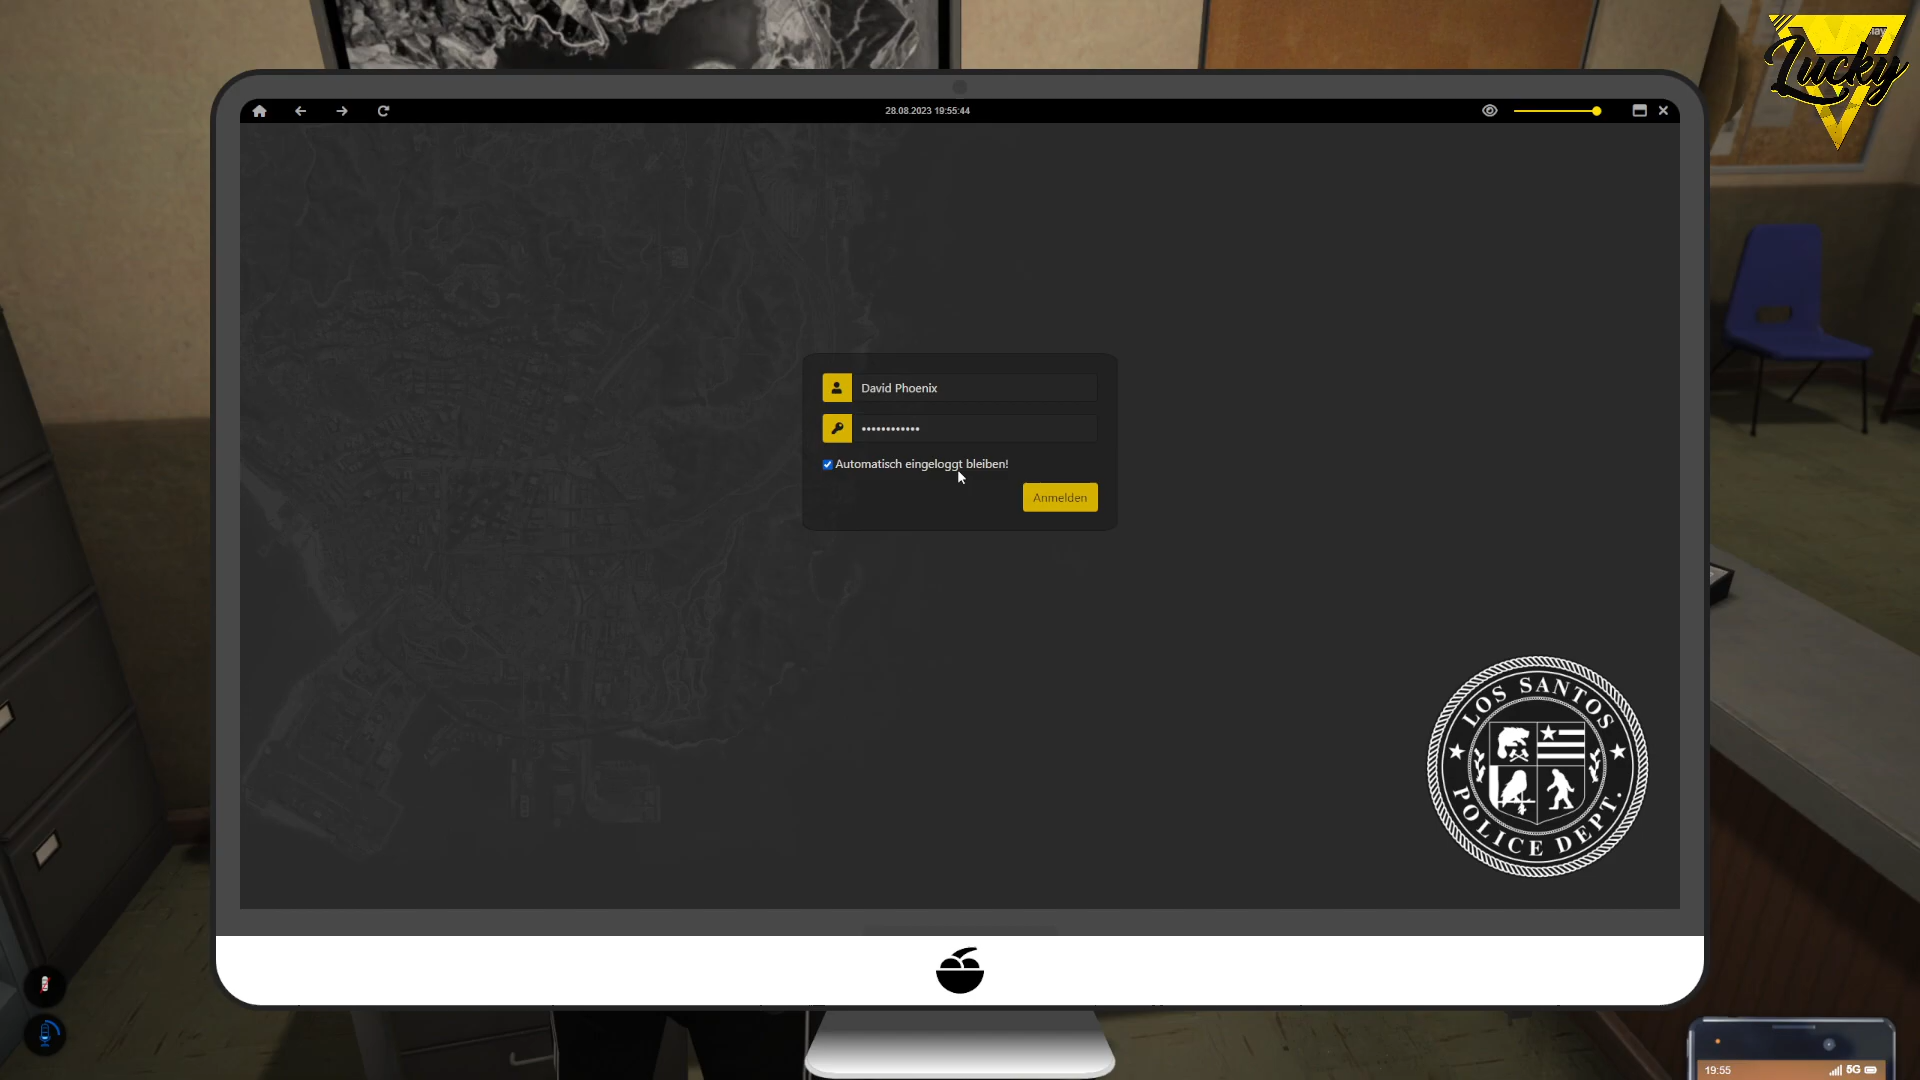 Lucky
V
28.08.2023 19:55:44
David Phoenix
••••••••••••
Automatisch eingeloggt bleiben!
Anmelden
LOS SANTOS
POLICE DEPT.
19:55
5G